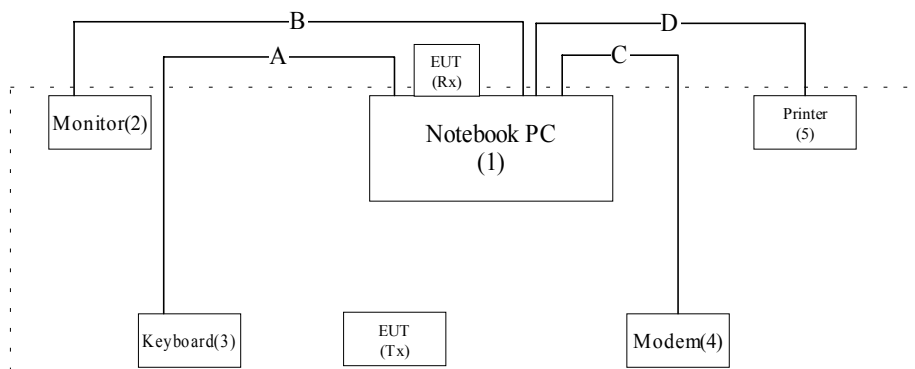 B
D
A
C
EUT
(Rx)
Monitor(2)
Notebook PC
(1)
Printer
(5)
Keyboard(3)
EUT
(Tx)
Modem(4)